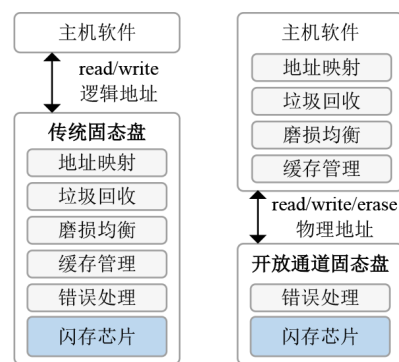 主机软件
read/write
逻辑地址
传统固态盘
地址映射
垃圾回收
磨损均衡
缓存管理
错误处理
闪存芯片
主机软件
地址映射
垃圾回收
磨损均衡
缓存管理
read/write/erase
物理地址
开放通道固态盘
错误处理
闪存芯片